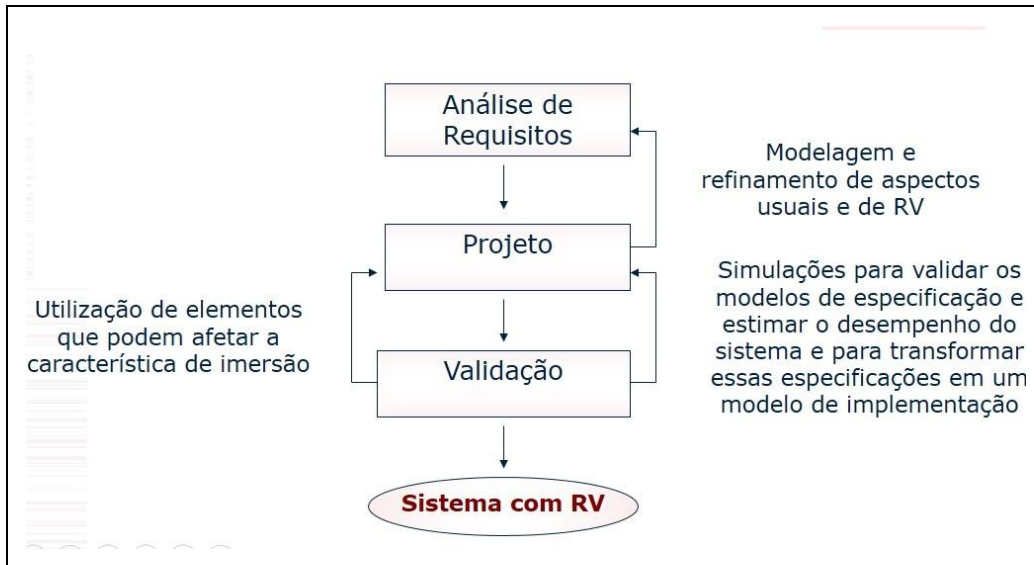 Análise de
Requisitos
Modelagem e
refinamento de aspectos
usuais e de RV
Projeto
Simulações para validar os
modelos de especificação e
estimar o desempenho do
sistema e para transformar
essas especificações em um
modelo de implementação
Utilização de elementos
que podem afetar a
característica de imersão
Validação
Sistema com RV